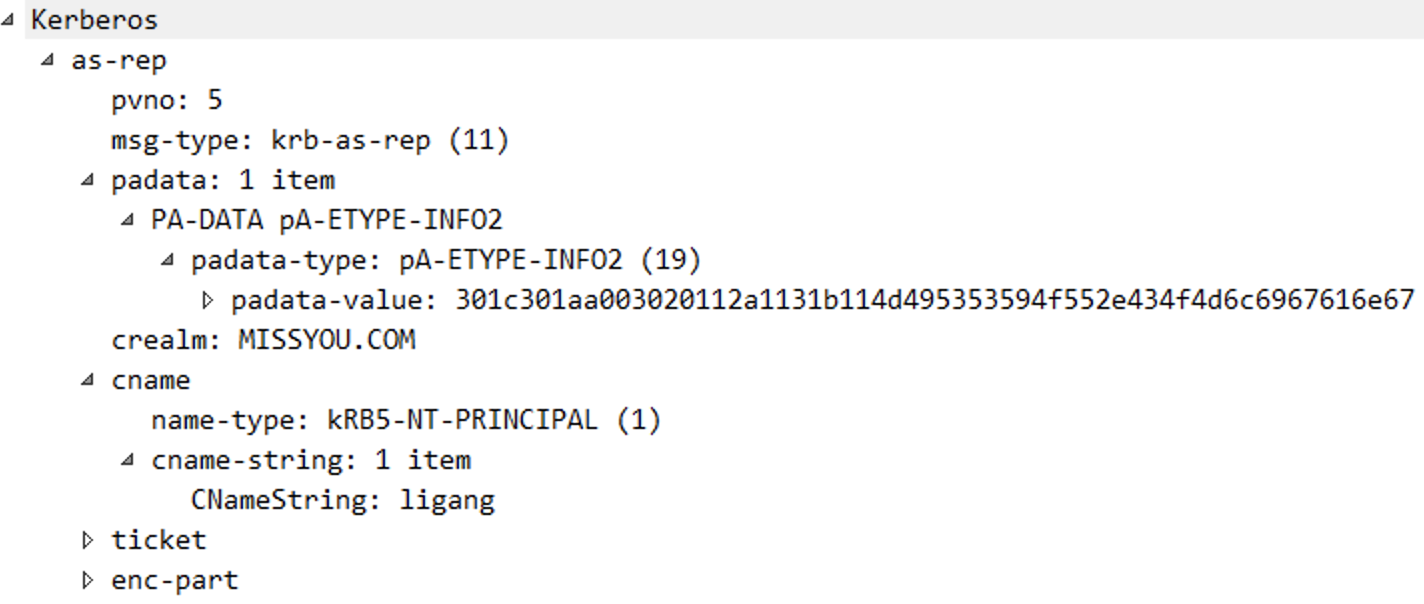 Kerberos
as-rep
pvno: 5
msg-type: krb-as-rep (11)
padata: 1 item
PA-DATA pA-ETYPE-INFO2
padata-type: pA-ETYPE-INFO2 (19)
padata-value: 301c301aa003020112a1131b114d495353594f552e434f4d6c6967616e67
crealm: MISSYOU.COM
cname
name-type: kRB5-NT-PRINCIPAL (1)
cname-string: 1 item
CNameString: ligang
ticket
enc-part